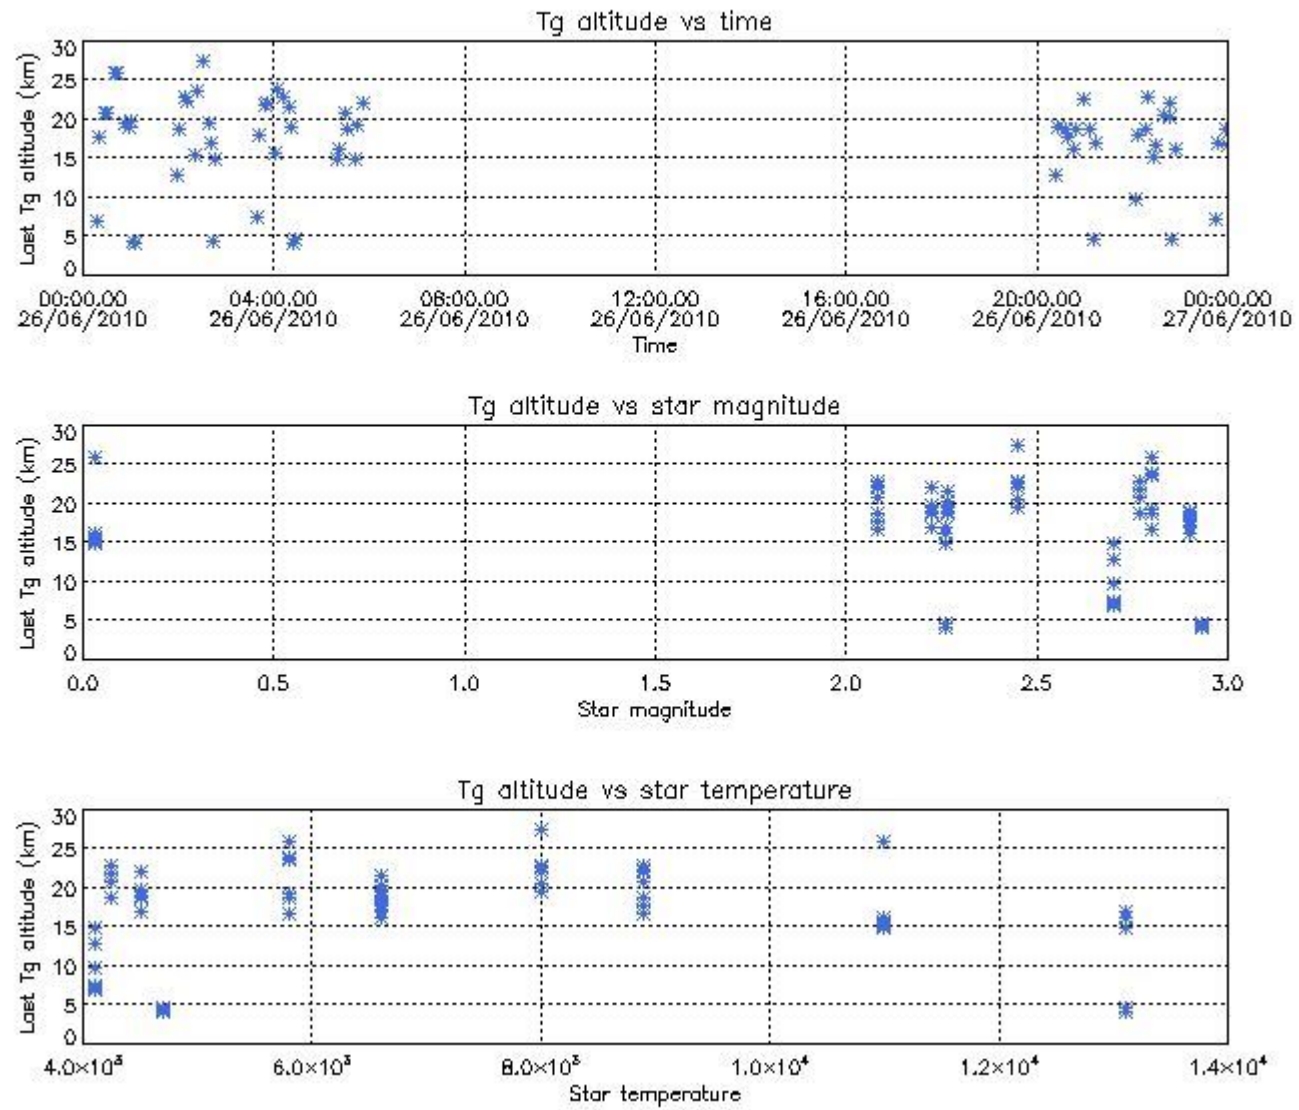 Tg altitude vs time
Last Tg altitude (km)
30
25
20
15
10
5
0
00:00.00 04:00.00 08:00.00 12:00.00 16:00.00 20:00.00 00:00.00
26/06/2010 26/06/2010 26/06/2010 26/06/2010 26/06/2010 26/06/2010 27/06/2010
Time
Tg altitude vs star magnitude
Last Tg altitude (km)
30
25
20
15
10
5
0
0.0 0.5 1.0 1.5 2.0 2.5 3.0
Star magnitude
Tg altitude vs star temperature
Last Tg altitude (km)
30
25
20
15
10
5
0
4.0×10³ 6.0×10³ 8.0×10³ 1.0×10⁴ 1.2×10⁴ 1.4×10⁴
Star temperature